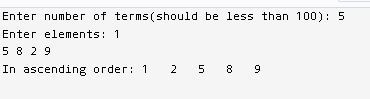 Enter number of terms(should be less than 100): 5
Enter elements: 1
5 8 2 9
In ascending order: 1   2   5   8   9